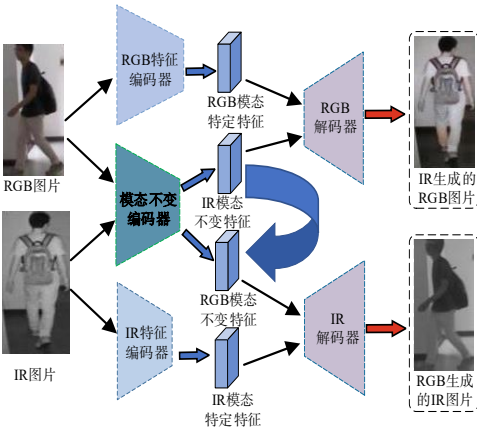 RGB特征
编码器
RGB模态
特定特征
RGB
解码器
RGB图片
IR生成的
RGB图片
模态不变
编码器
IR模态
不变特征
RGB模态
不变特征
IR特征
编码器
IR
解码器
IR图片
IR模态
特定特征
RGB生成
的IR图片